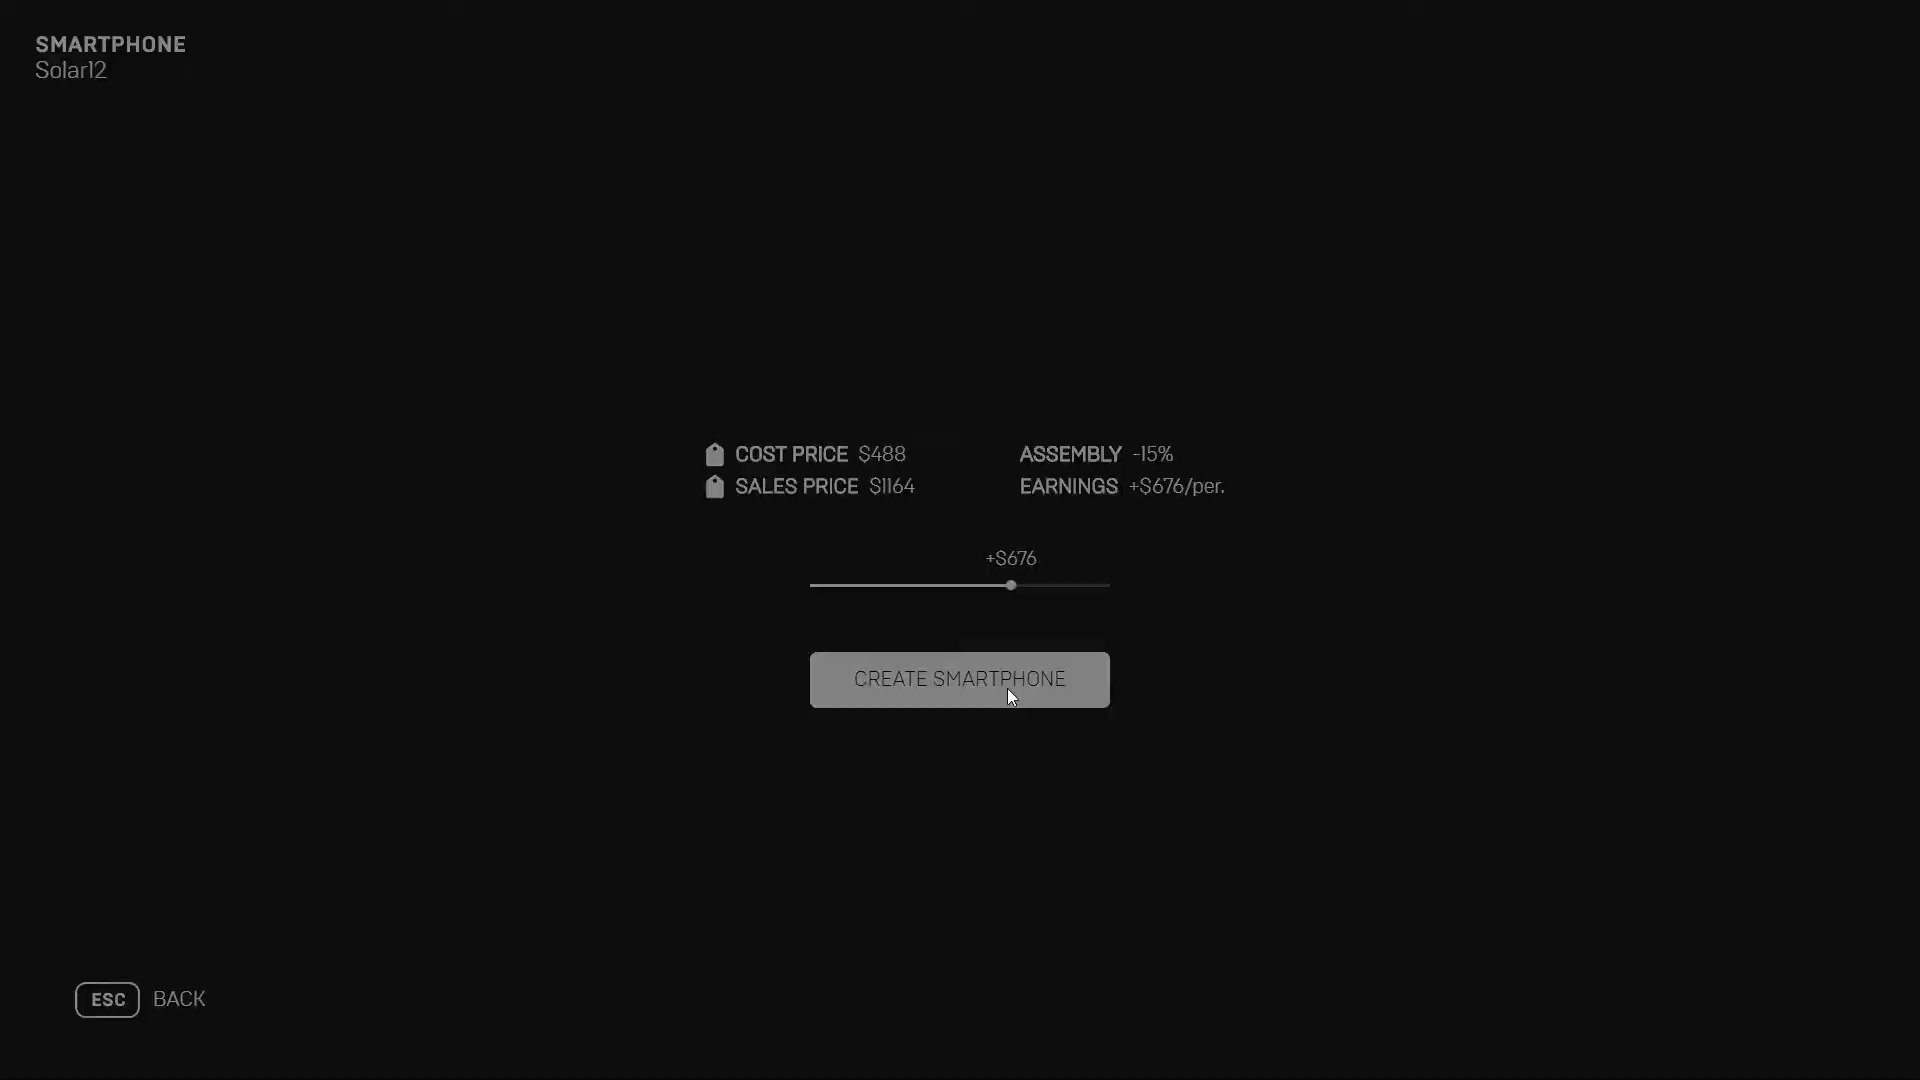 SMARTPHONE
Solar12
COST PRICE $488
ASSEMBLY -15%
SALES PRICE $1164
EARNINGS +$676/per.
+$676
CREATE SMARTPHONE
ESC BACK